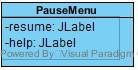 PauseMenu
-resume: JLabel
-help: JLabel
Powered By Visual Paradigm